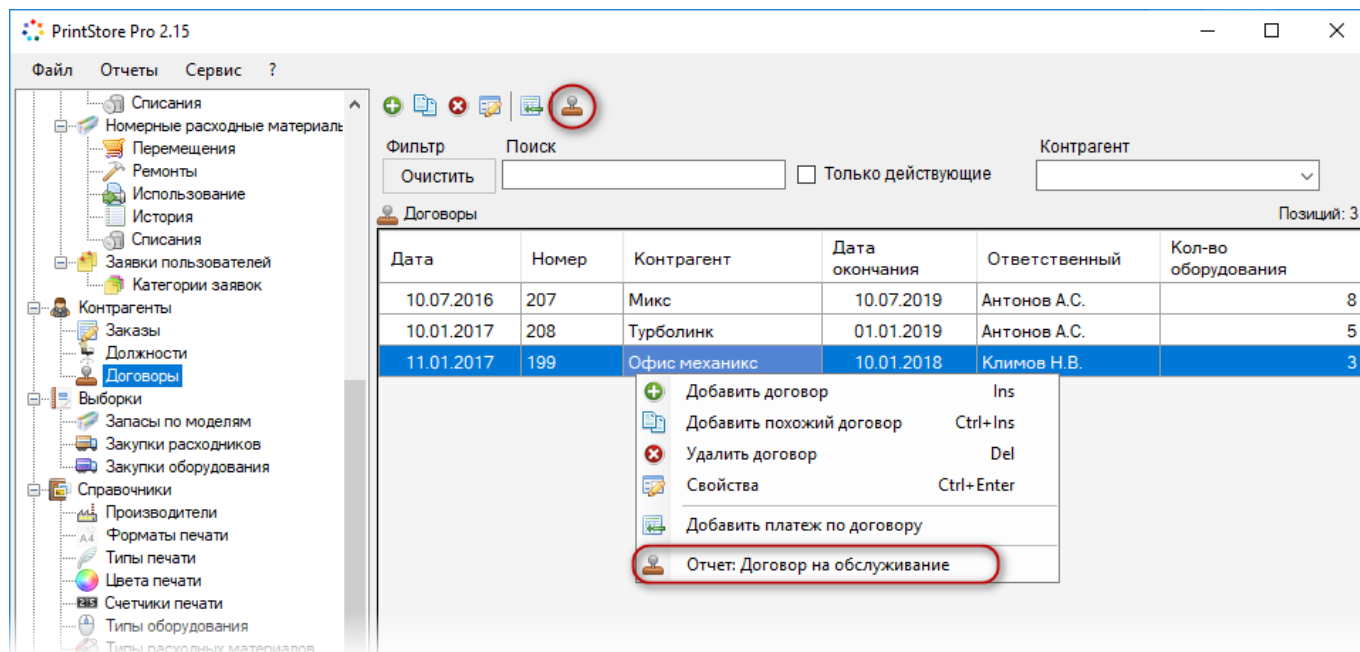 PrintStore Pro 2.15
Файл Отчеты Сервис ?
Списания
Номерные расходные материаль
Перемещения
Ремонты
Использование
История
Списания
Заявки пользователей
Категории заявок
Контрагенты
Заказы
Должности
Договоры
Выборки
Запасы по моделям
Закупки расходников
Закупки оборудования
Справочники
Производители
A4 Форматы печати
Типы печати
Цвета печати
Счетчики печати
Типы оборудования
Типы расходных материалов
Фильтр Поиск Контрагент
Очистить Только действующие
Договоры Позиций: 3
Дата Номер Контрагент Дата окончания Ответственный Кол-во оборудования
10.07.2016 207 Микс 10.07.2019 Антонов А.С. 8
10.01.2017 208 Турболинк 01.01.2019 Антонов А.С. 5
11.01.2017 199 Офис механикс 10.01.2018 Климов Н.В. 3
Добавить договор Ins
Добавить похожий договор Ctrl+Ins
Удалить договор Del
Свойства Ctrl+Enter
Добавить платеж по договору
Отчет: Договор на обслуживание